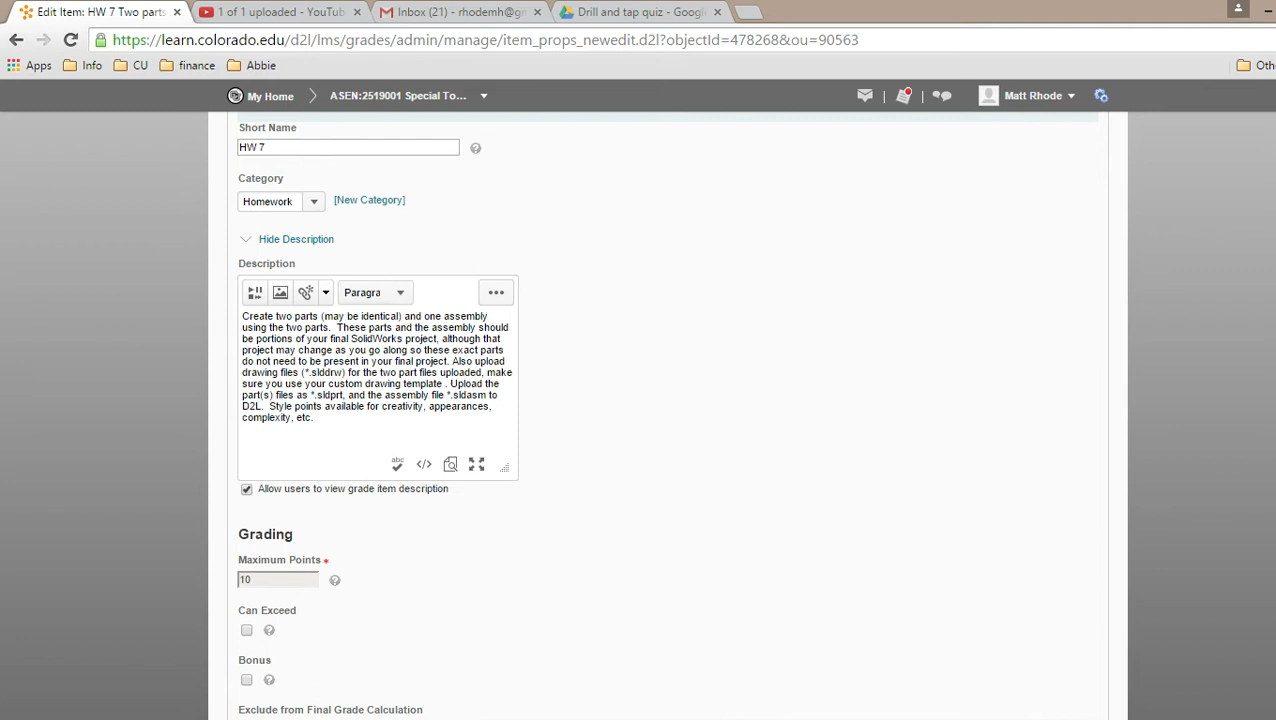 Edit Item: HW 7 Two parts
1 of 1 uploaded - YouTub
Inbox (21) - rhodemh@gm
Drill and tap quiz - Google
https://learn.colorado.edu/d2l/lms/grades/admin/manage/item_props_newedit.d2l?objectId=478268&ou=90563
Apps Info CU finance Abbie Oth
My Home ASEN:2519001 Special To... Matt Rhode
Short Name
HW 7
Category
Homework [New Category]
Hide Description
Description
Paragra
Create two parts (may be identical) and one assembly
using the two parts.  These parts and the assembly should
be portions of your final SolidWorks project, although that
project may change as you go along so these exact parts
do not need to be present in your final project. Also upload
drawing files (*.slddrw) for the two part files uploaded, make
sure you use your custom drawing template . Upload the
part(s) files as *.sldprt, and the assembly file *.sldasm to
D2L.  Style points available for creativity, appearances,
complexity, etc.
abc
Allow users to view grade item description
Grading
Maximum Points *
10
Can Exceed
Bonus
Exclude from Final Grade Calculation